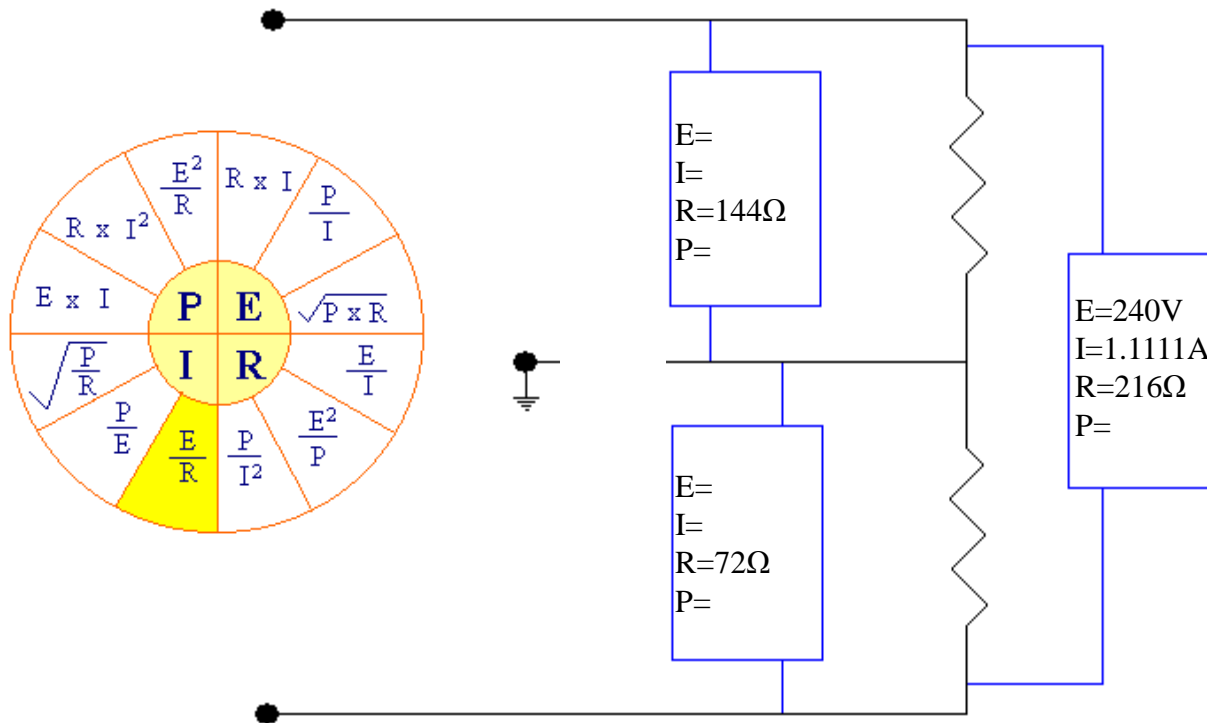 E²/R
R x I
P/I
R x I²
E x I
√P x R
P
E
I
R
√P/R
E/I
P/E
E/R
P/I²
E²/P
E=
I=
R=144Ω
P=
E=
I=
R=72Ω
P=
E=240V
I=1.1111A
R=216Ω
P=